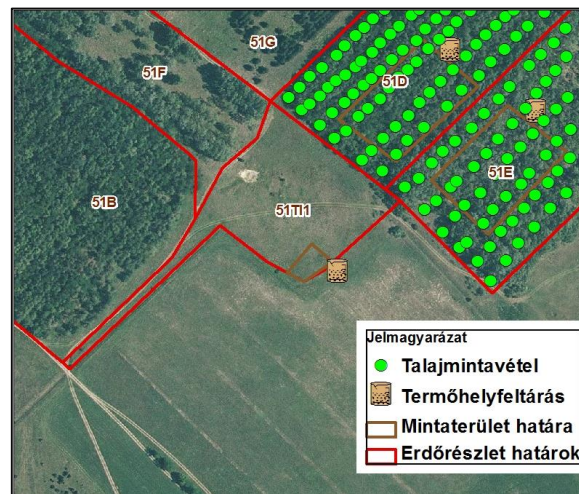 51G
51F
51D
51E
51B
51TI1
Jelmagyarázat
Talajmintavétel
Termőhelyfeltárás
Mintaterület határa
Erdőrészlet határok